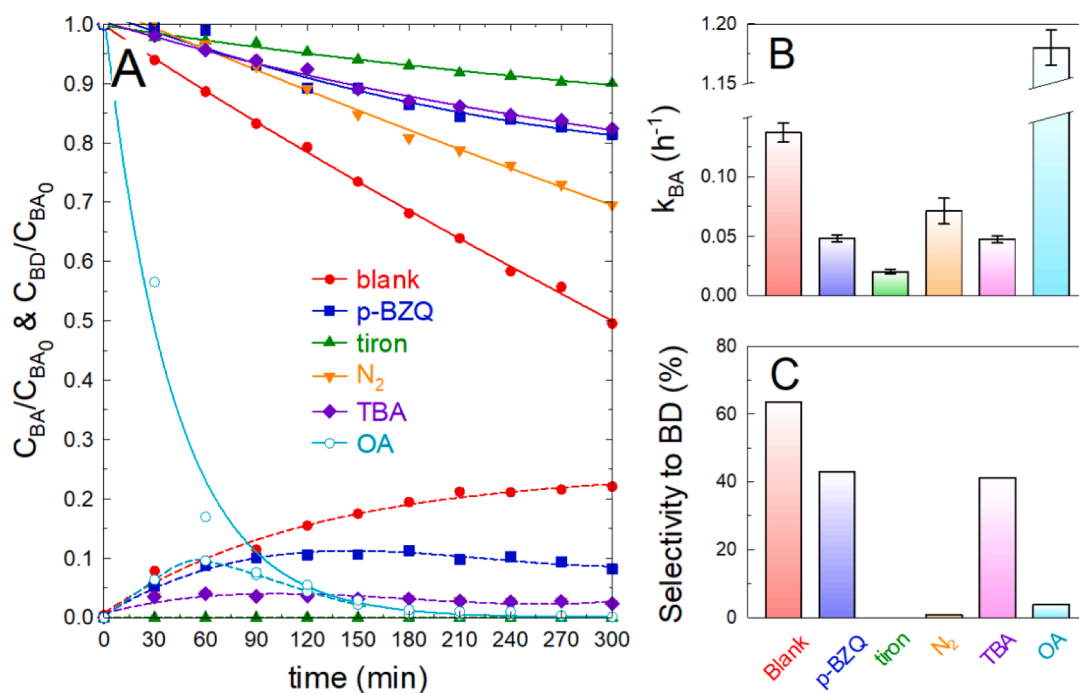 A
1.0
0.9
0.8
0.7
0.6
0.5
0.4
0.3
0.2
0.1
0.0
C_BA/C_BA0 & C_BD/C_BA0
blank
p-BZQ
tiron
N2
TBA
OA
0 30 60 90 120 150 180 210 240 270 300
time (min)
B
1.20
1.15
0.10
0.05
0.00
k_BA (h⁻¹)
C
80
60
40
20
0
Selectivity to BD (%)
Blank p-BZQ tiron N2 TBA OA